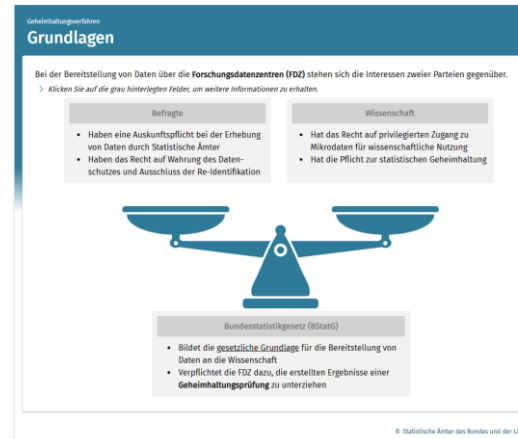 Geheimhaltungsverfahren
Grundlagen
Bei der Bereitstellung von Daten über die Forschungsdatenzentren (FDZ) stehen sich die Interessen zweier Parteien gegenüber.
> Klicken Sie auf die grau hinterlegten Felder, um weitere Informationen zu erhalten.
Befragte
• Haben eine Auskunftspflicht bei der Erhebung
von Daten durch Statistische Ämter
• Haben das Recht auf Wahrung des Daten-
schutzes und Ausschluss der Re-Identifikation
Wissenschaft
• Hat das Recht auf privilegierten Zugang zu
Mikrodaten für wissenschaftliche Nutzung
• Hat die Pflicht zur statistischen Geheimhaltung
Bundesstatistikgesetz (BStatG)
• Bildet die gesetzliche Grundlage für die Bereitstellung von
Daten an die Wissenschaft
• Verpflichtet die FDZ dazu, die erstellten Ergebnisse einer
Geheimhaltungsprüfung zu unterziehen
© Statistische Ämter des Bundes und der